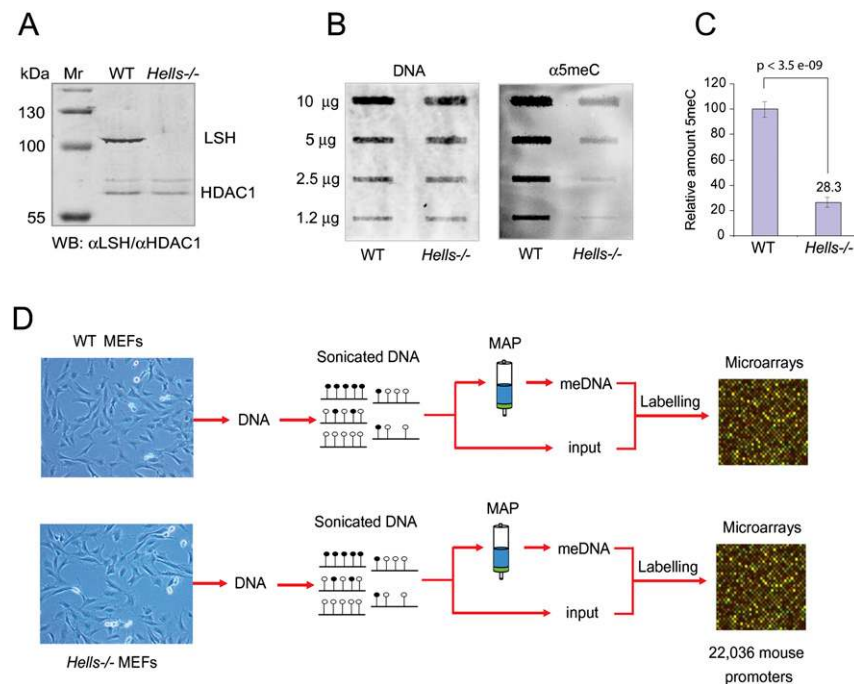 A
kDa Mr WT Hells-/-
130
100
55
LSH
HDAC1
WB: αLSH/αHDAC1
B
DNA
α5meC
10 µg
5 µg
2.5 µg
1.2 µg
WT Hells-/-
WT Hells-/-
C
p < 3.5 e-09
Relative amount 5meC
120
100
80
60
40
20
0
28.3
WT Hells-/-
D
WT MEFs
DNA
Sonicated DNA
MAP
meDNA
input
Labelling
Microarrays
DNA
Sonicated DNA
MAP
meDNA
input
Labelling
Microarrays
Hells-/- MEFs
22,036 mouse
promoters